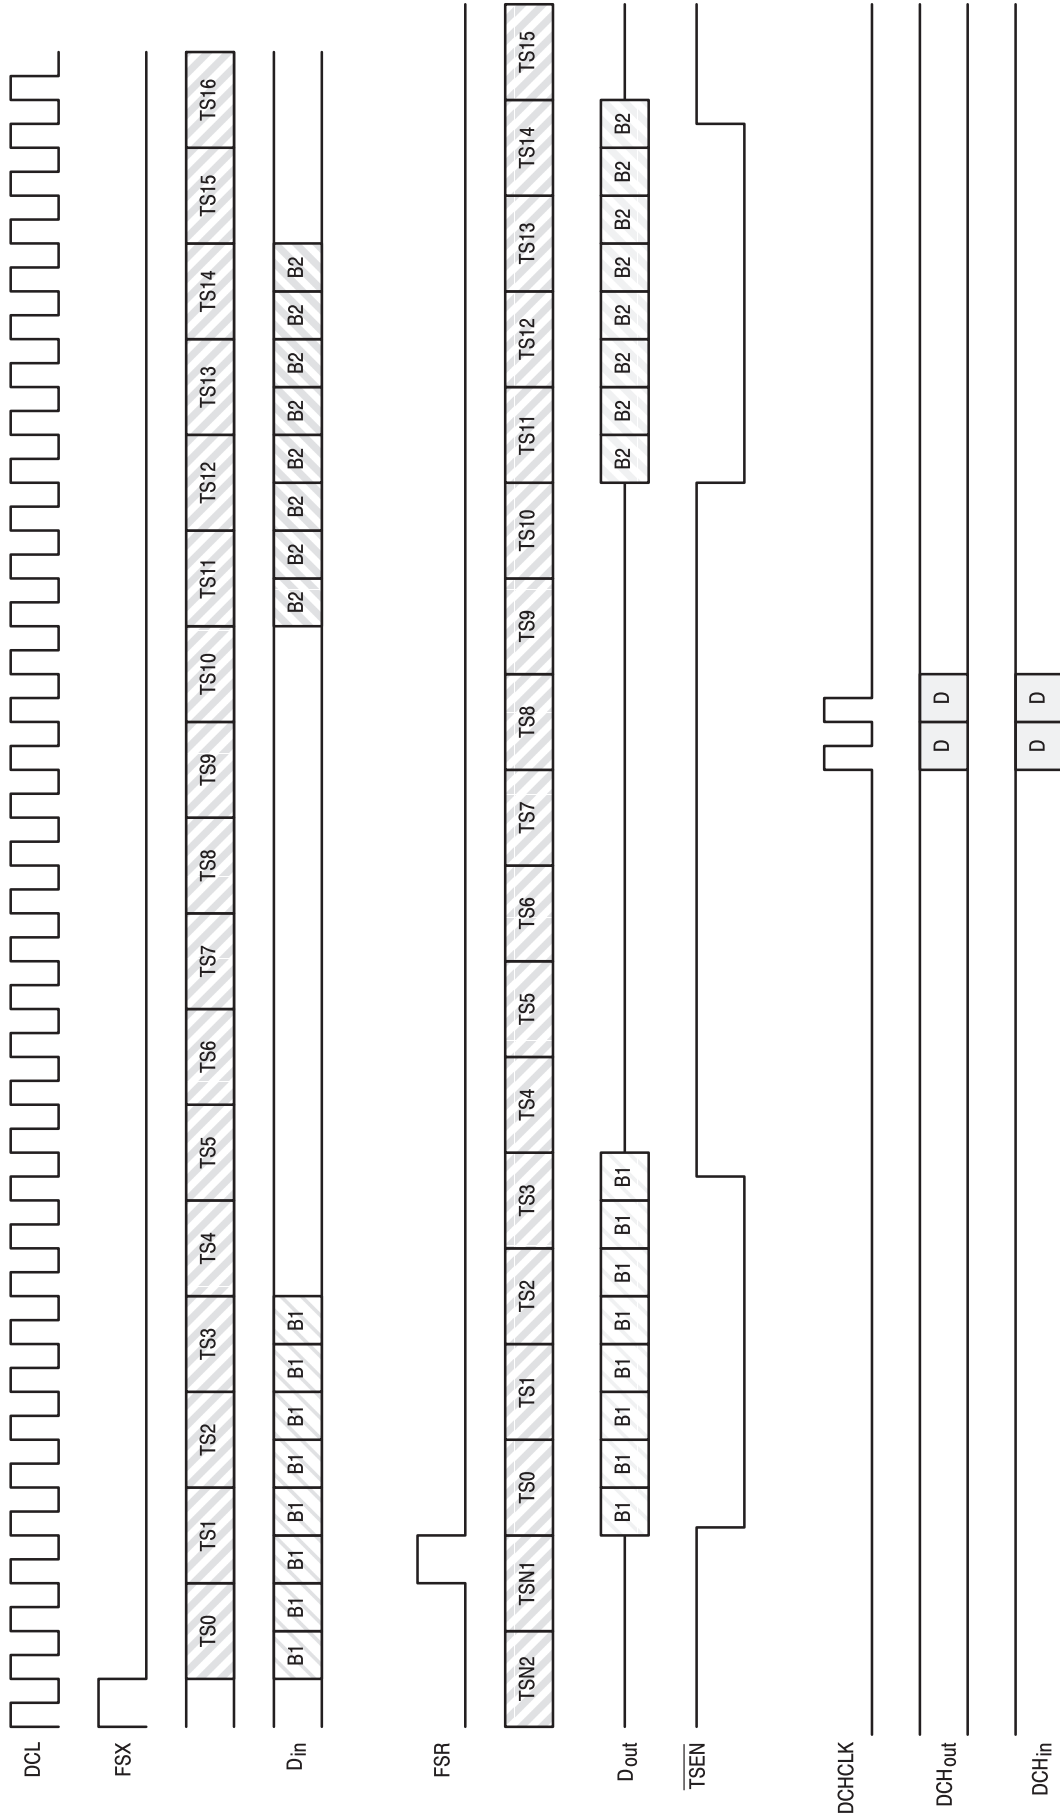 DCL
FSX
TS0 TS1 TS2 TS3 TS4 TS5 TS6 TS7 TS8 TS9 TS10 TS11 TS12 TS13 TS14 TS15 TS16
Din B1 B1 B1 B1 B1 B1 B1 B1 B2 B2 B2 B2 B2 B2 B2 B2
FSR
TSN2 TSN1 TS0 TS1 TS2 TS3 TS4 TS5 TS6 TS7 TS8 TS9 TS10 TS11 TS12 TS13 TS14 TS15
Dout B1 B1 B1 B1 B1 B1 B1 B1 B2 B2 B2 B2 B2 B2 B2 B2
TSEN
DCHCLK
DCHout D D
DCHin D D